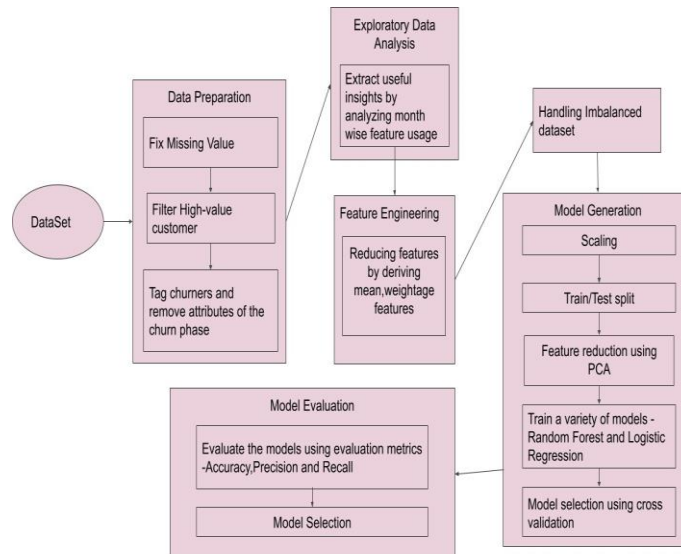 DataSet
Data Preparation
Fix Missing Value
Filter High-value
customer
Tag churners and
remove attributes of the
churn phase
Exploratory Data
Analysis
Extract useful
insights by
analyzing month
wise feature usage
Feature Engineering
Reducing features
by deriving
mean,weightage
features
Handling Imbalanced
dataset
Model Generation
Scaling
Train/Test split
Feature reduction using
PCA
Train a variety of models -
Random Forest and Logistic
Regression
Model selection using cross
validation
Model Evaluation
Evaluate the models using evaluation metrics
-Accuracy,Precision and Recall
Model Selection